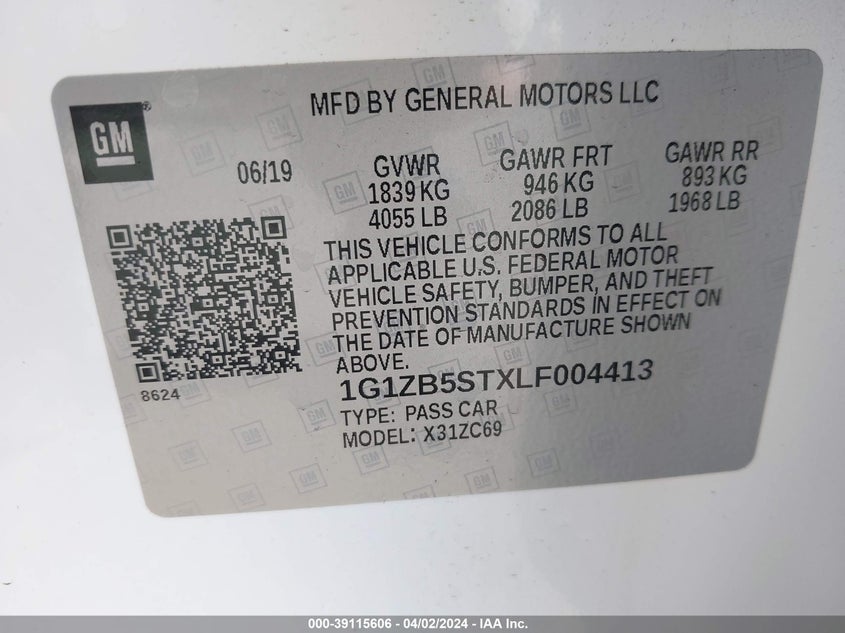 GM
MFD BY GENERAL MOTORS LLC
06/19
GVWR
1839 KG
4055 LB
GAWR FRT
946 KG
2086 LB
GAWR RR
893 KG
1968 LB
THIS VEHICLE CONFORMS TO ALL
APPLICABLE U.S. FEDERAL MOTOR
VEHICLE SAFETY, BUMPER, AND THEFT
PREVENTION STANDARDS IN EFFECT ON
THE DATE OF MANUFACTURE SHOWN
ABOVE.
8624
1G1ZB5STXLF004413
TYPE: PASS CAR
MODEL: X31ZC69
000-39115606 - 04/02/2024 - IAA Inc.